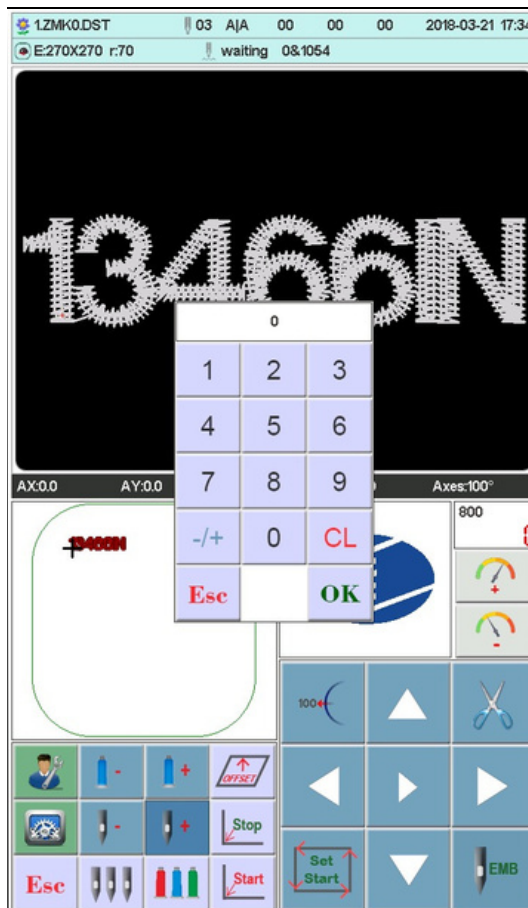 1.ZMK0.DST 03 A|A 00 00 00 2018-03-21 17:34
E:270X270 r:70 waiting 0&1054
13466N
0
1 2 3
4 5 6
7 8 9
-/+ 0 CL
Esc OK
AX:0.0 AY:0.0 Axes:100°
13466N
800
+
-
100
- + OFFSET
- + Stop
Esc Start
Set
Start
EMB